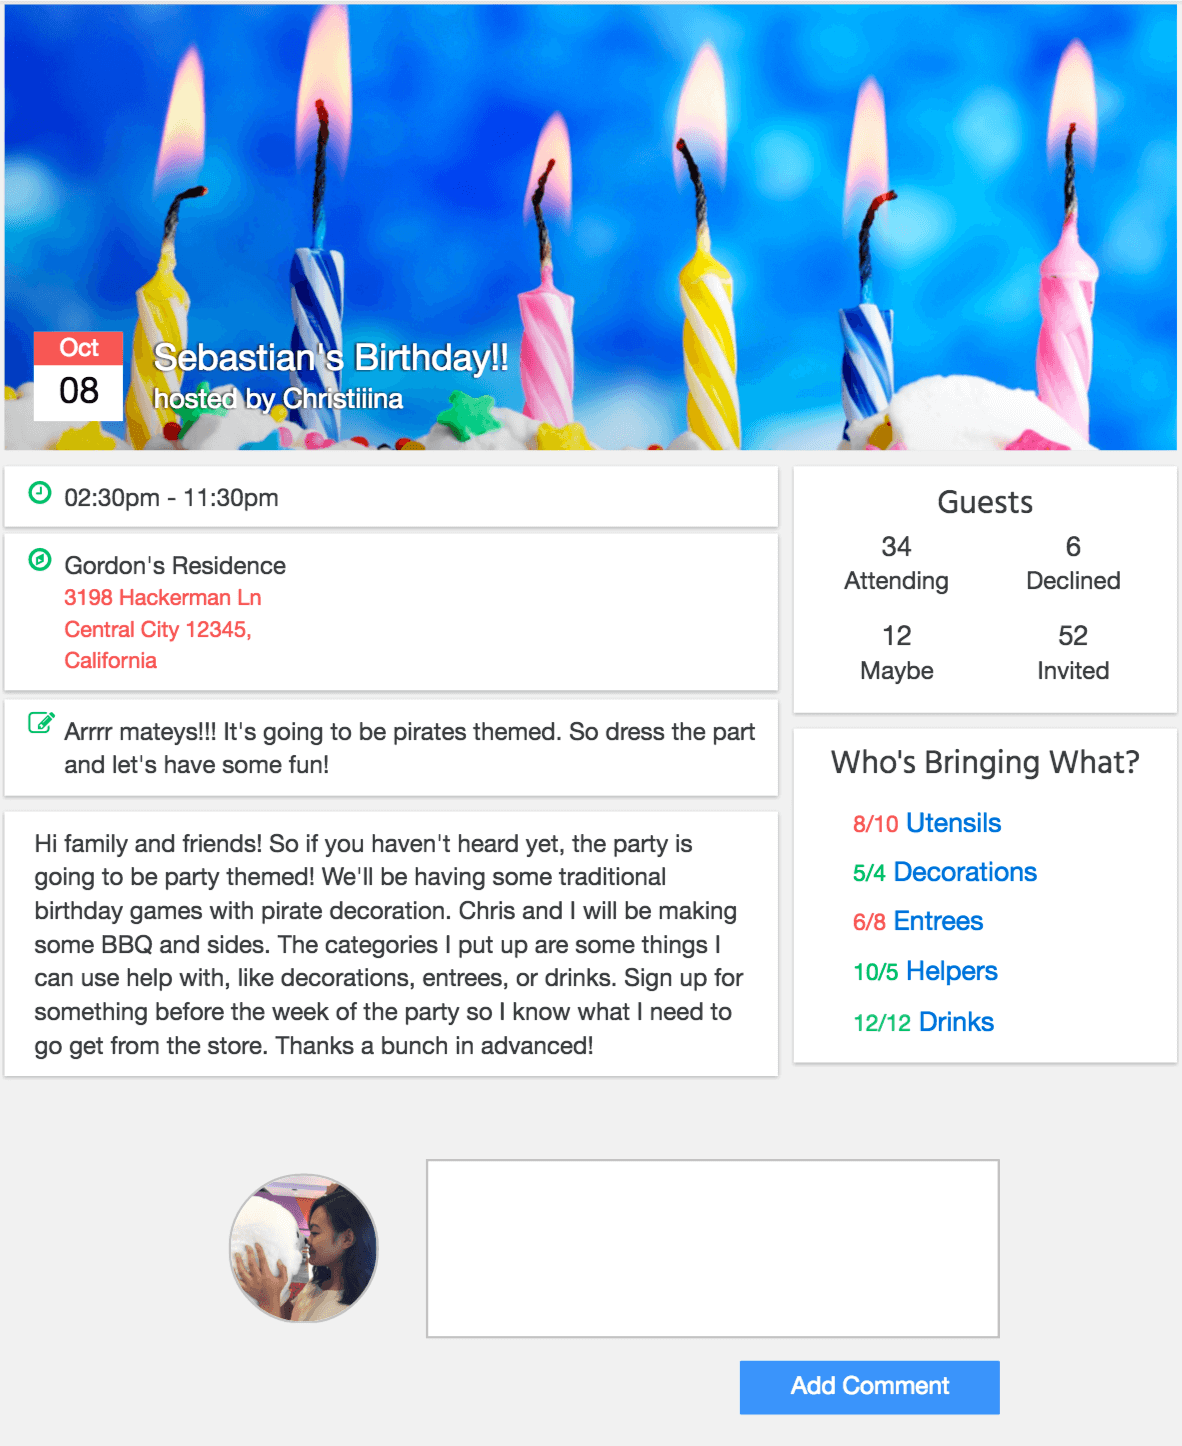 Oct
08
Sebastian's Birthday!!
hosted by Christiiina
02:30pm - 11:30pm
Gordon's Residence
3198 Hackerman Ln
Central City 12345,
California
Arrrr mateys!!! It's going to be pirates themed. So dress the part
and let's have some fun!
Hi family and friends! So if you haven't heard yet, the party is
going to be party themed! We'll be having some traditional
birthday games with pirate decoration. Chris and I will be making
some BBQ and sides. The categories I put up are some things I
can use help with, like decorations, entrees, or drinks. Sign up for
something before the week of the party so I know what I need to
go get from the store. Thanks a bunch in advanced!
Guests
34 6
Attending Declined
12 52
Maybe Invited
Who's Bringing What?
8/10 Utensils
5/4 Decorations
6/8 Entrees
10/5 Helpers
12/12 Drinks
Add Comment